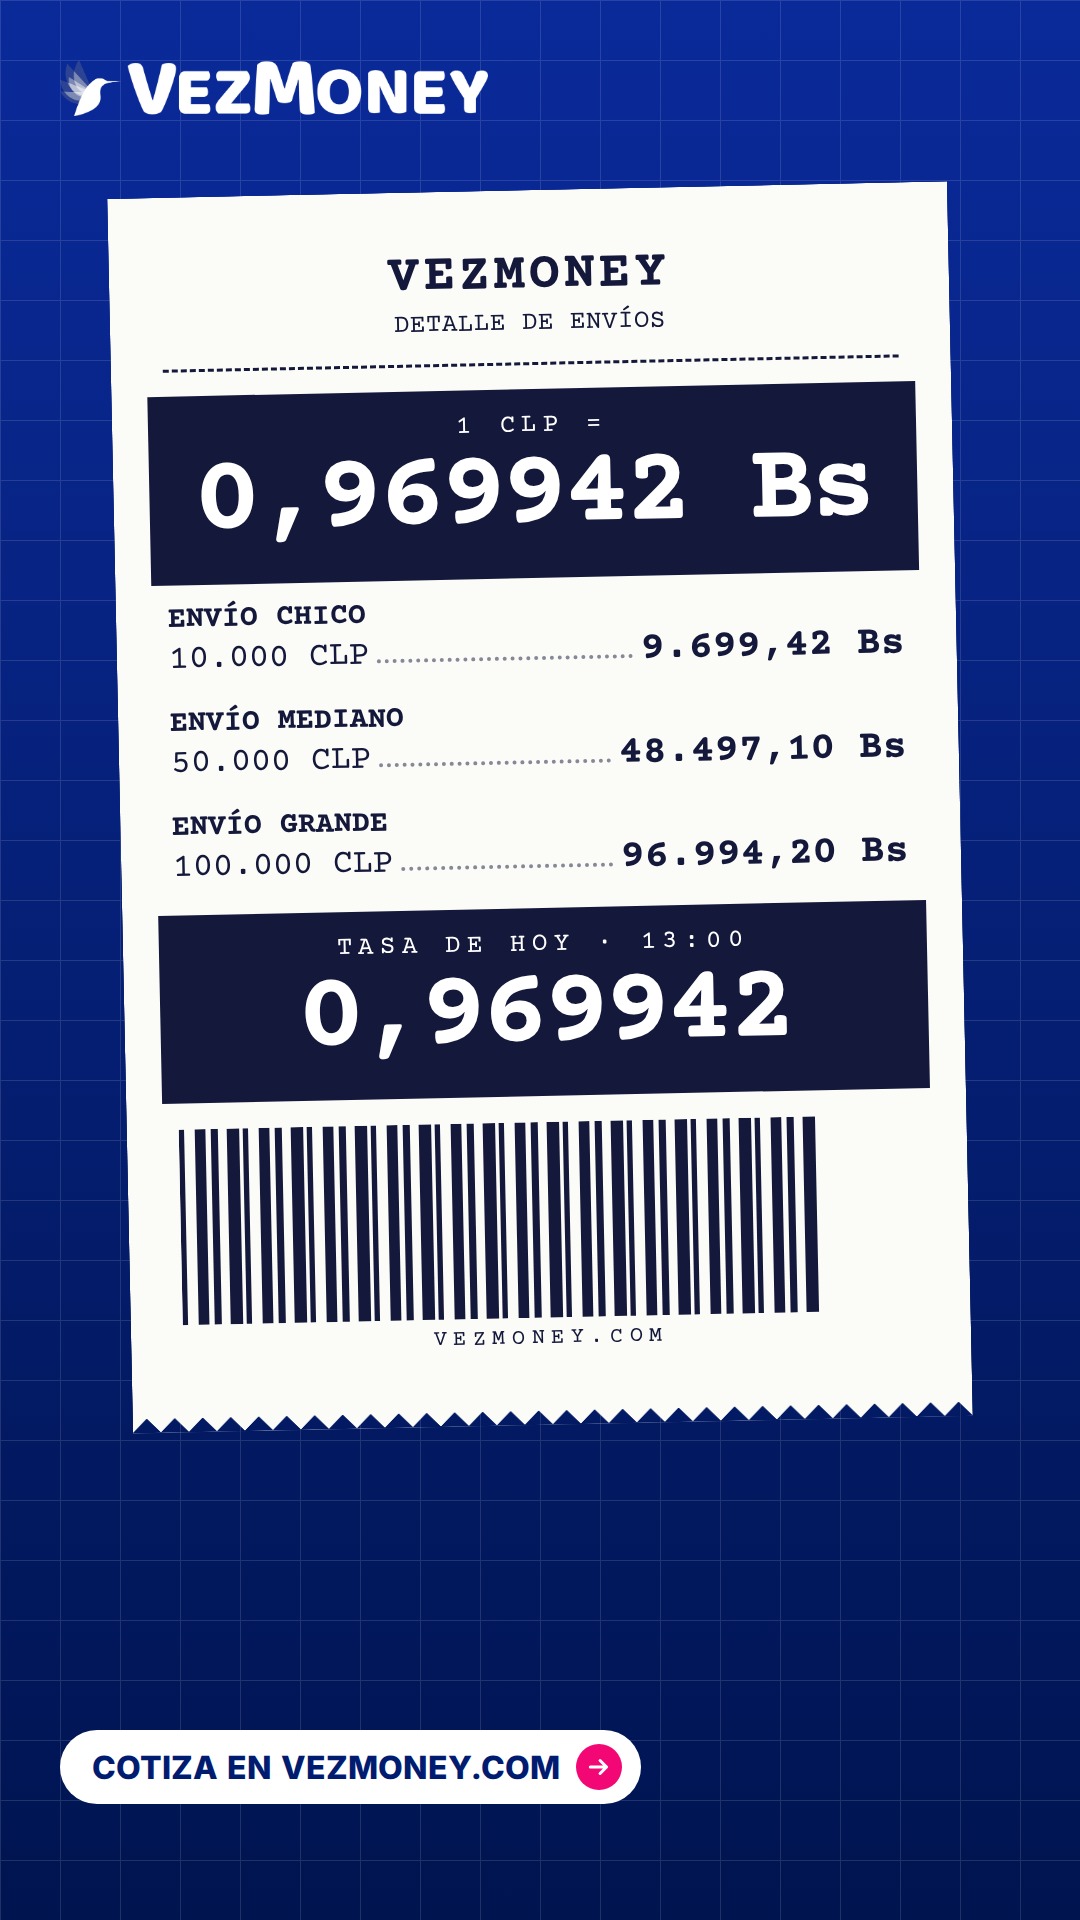 VEZMONEY
VEZMONEY
DETALLE DE ENVÍOS
1 CLP =
0,969942 Bs
ENVÍO CHICO
10.000 CLP 9.699,42 Bs
ENVÍO MEDIANO
50.000 CLP 48.497,10 Bs
ENVÍO GRANDE
100.000 CLP 96.994,20 Bs
TASA DE HOY · 13:00
0,969942
VEZMONEY.COM
COTIZA EN VEZMONEY.COM